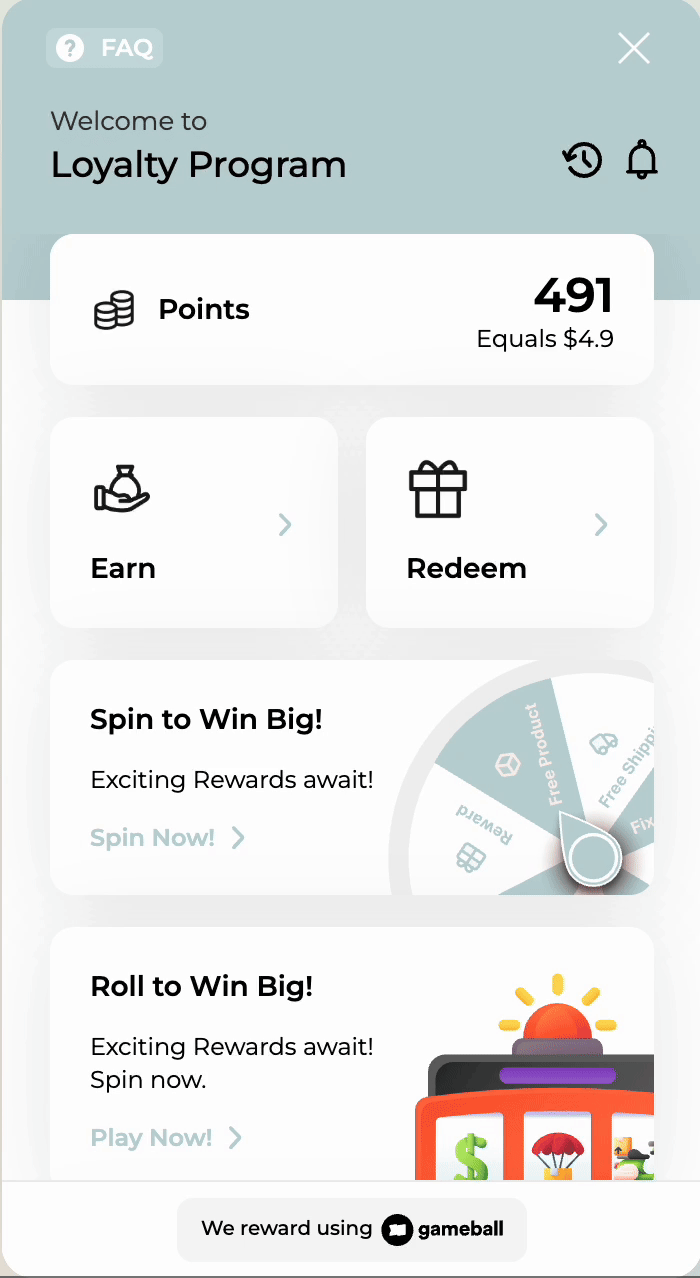 FAQ
Welcome to
Loyalty Program
Points
491
Equals $4.9
Earn
Redeem
Spin to Win Big!
Exciting Rewards await!
Spin Now!
Reward
Free Product
Free Shippi
Fix
Roll to Win Big!
Exciting Rewards await!
Spin now.
Play Now!
We reward using gameball